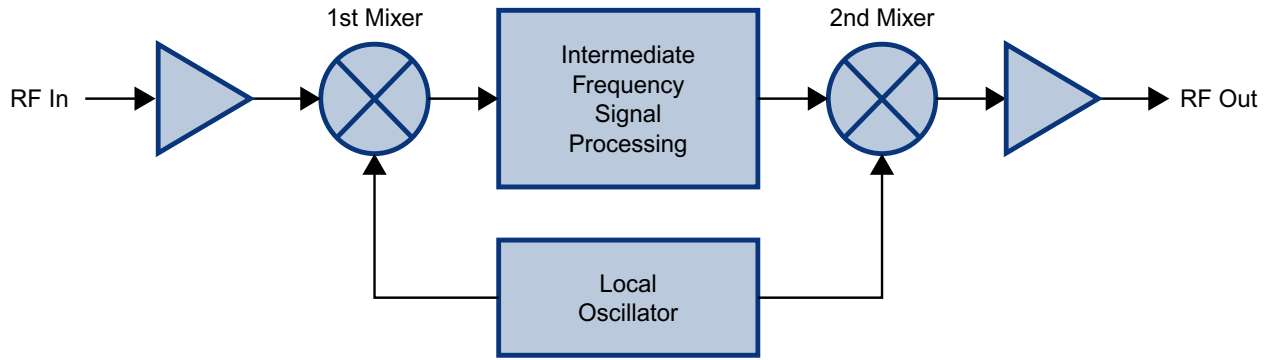 1st Mixer
2nd Mixer
RF In
Intermediate
Frequency
Signal
Processing
RF Out
Local
Oscillator